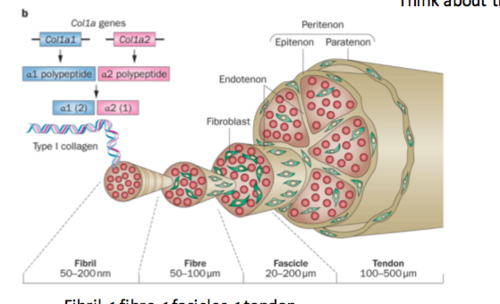 Think about t
b
Col1a genes
Col1a1
Col1a2
α1 polypeptide
α2 polypeptide
α1 (2)
α2 (1)
Type I collagen
Peritenon
Epitenon
Paratenon
Endotenon
Fibroblast
Fibril
50–200 nm
Fibre
50–100 µm
Fascicle
20–200 µm
Tendon
100–500 µm